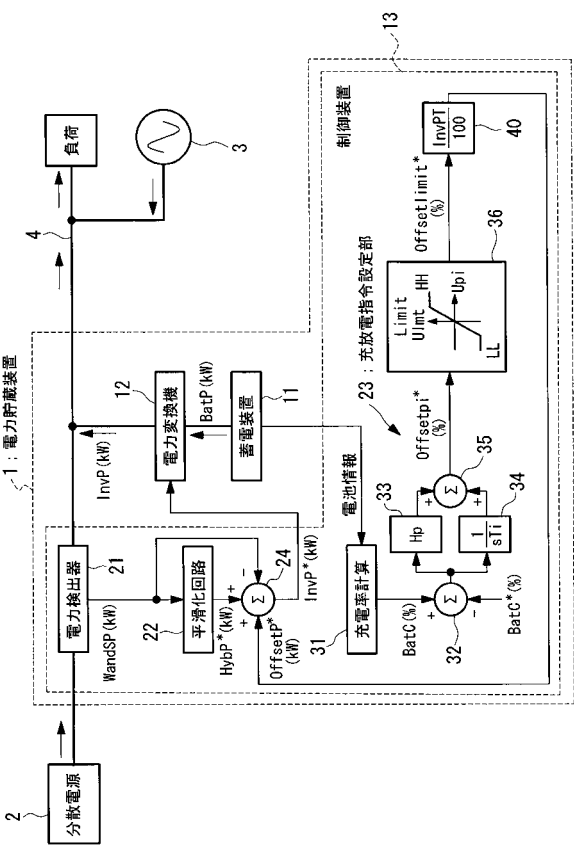 1；電力貯蔵装置
2
分散電源
電力検出器
21
4
負荷
3
WandSP(kW)
InvP(kW)
12
電力変換機
BatP(kW)
蓄電装置
11
22
平滑化回路
HybP*(kW)
+
-
+
Σ
24
OffsetP*
(kW)
InvP*(kW)
電池情報
13
制御装置
31
充電率計算
BatC(%)
+
Σ
-
32
BatC*(%)
33
Hp
1
sTi
34
+
+
Σ
35
Offsetpi*
(%)
23；充放電指令設定部
Limit
Ulmt
HH
Upi
LL
36
Offsetlimit*
(%)
InvPT
100
40